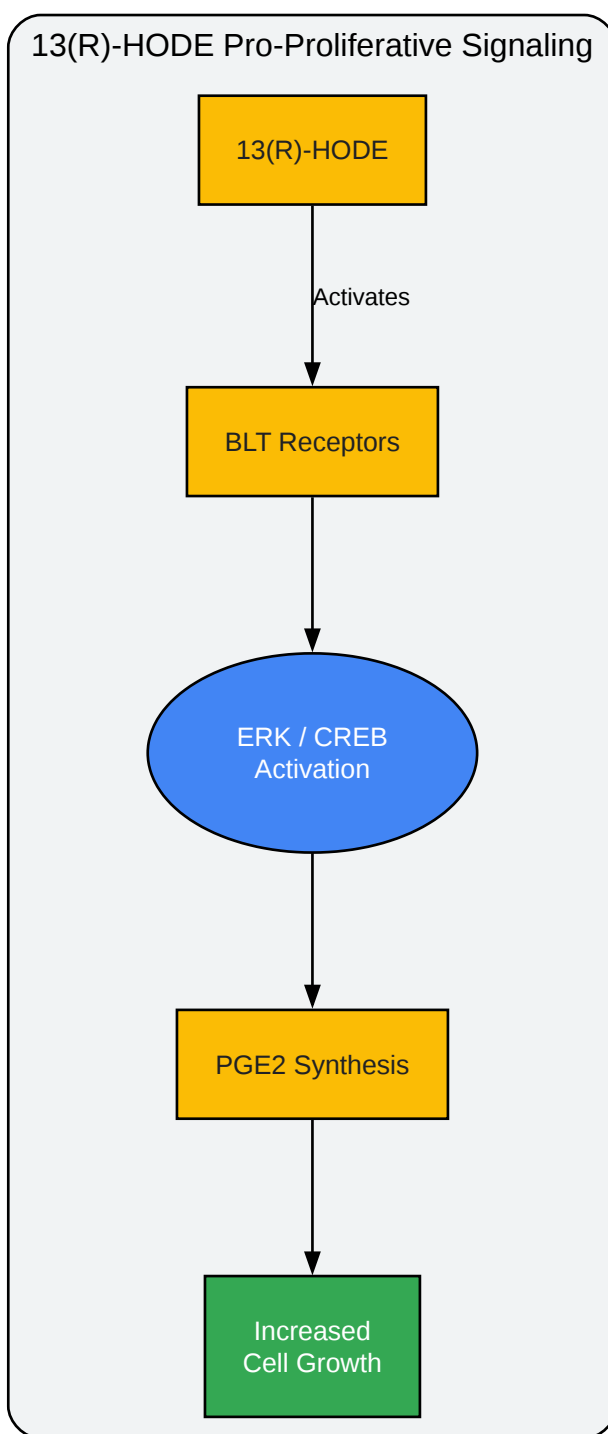 13(R)-HODE Pro-Proliferative Signaling
13(R)-HODE
Activates
BLT Receptors
ERK / CREB
Activation
PGE2 Synthesis
Increased
Cell Growth